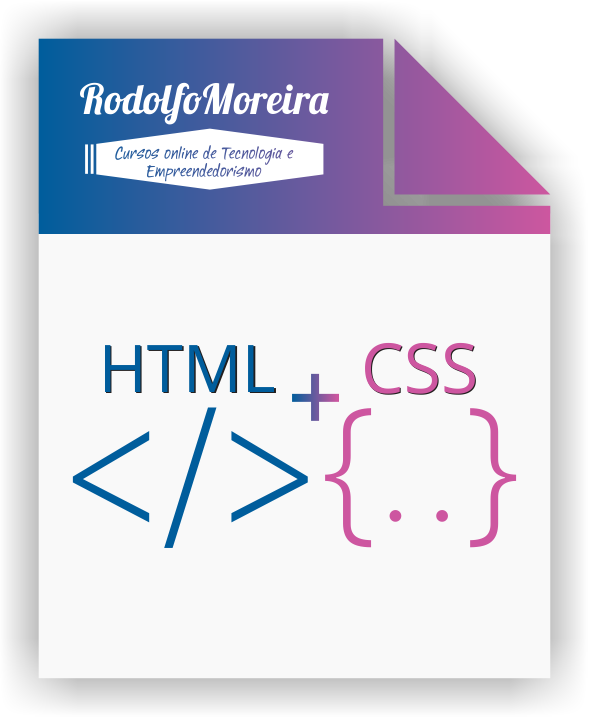 RodolfoMoreira
Cursos online de Tecnologia e
Empreendedorismo
HTML + CSS
</> {..}